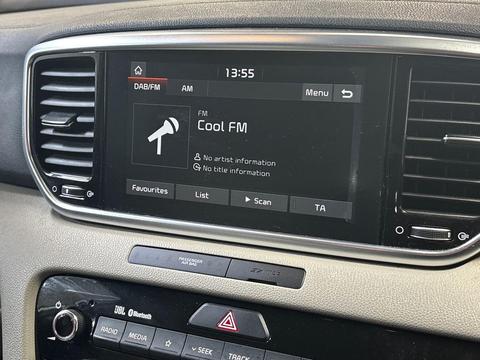 13:55
DAB/FM AM Menu
FM
Cool FM
No artist information
No title information
Favourites List Scan TA
PASSENGER
AIR BAG
JBL Bluetooth
RADIO MEDIA SEEK TRACK